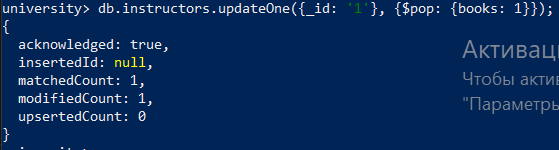 university> db.instructors.updateOne({_id: '1'}, {$pop: {books: 1}});
{
  acknowledged: true,
  insertedId: null,
  matchedCount: 1,
  modifiedCount: 1,
  upsertedCount: 0
}
Активаци
Чтобы актив
"Параметры